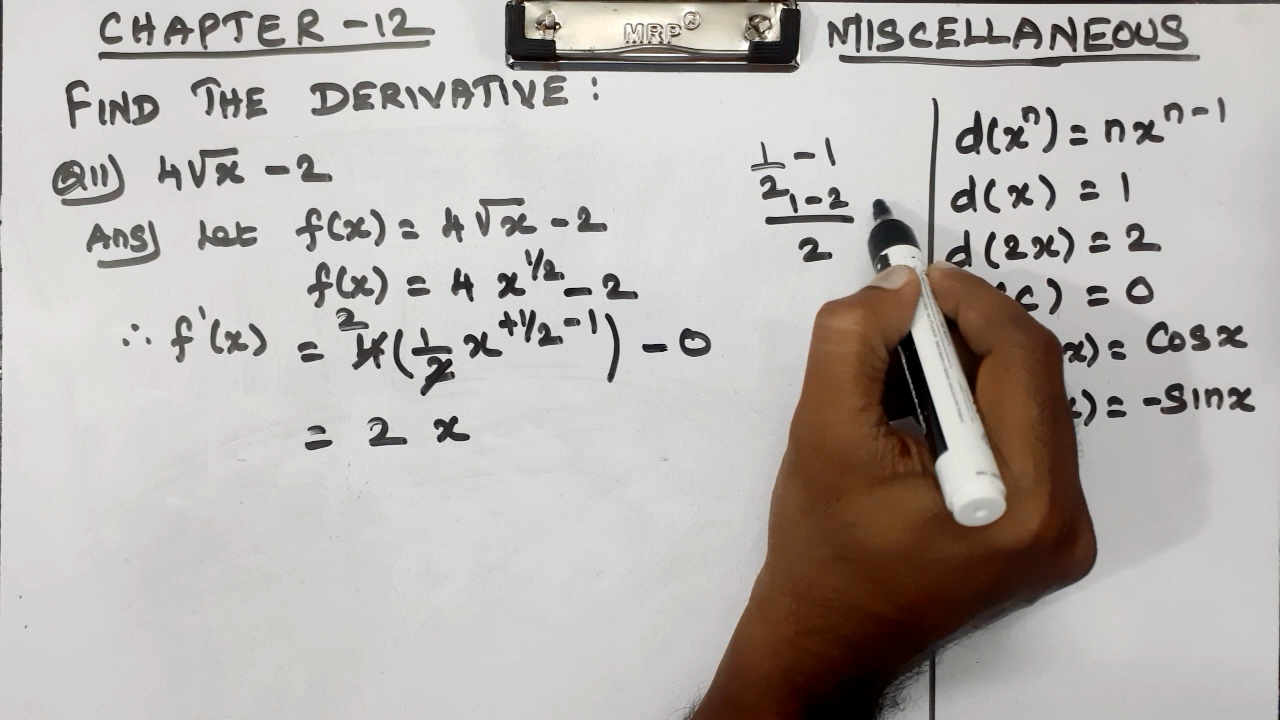 CHAPTER - 12
MRP®
MISCELLANEOUS
FIND THE DERIVATIVE :
Q11) 4√x - 2
Ans) Let f(x) = 4√x - 2
f(x) = 4 x^1/2 - 2
∴ f'(x) = 2 4 (1/2 x^+1/2 - 1) - 0
= 2 x
1/2 - 1
1 - 2
2
d(x^n) = nx^n-1
d(x) = 1
d(2x) = 2
c) = 0
x) = cosx
x) = -sinx